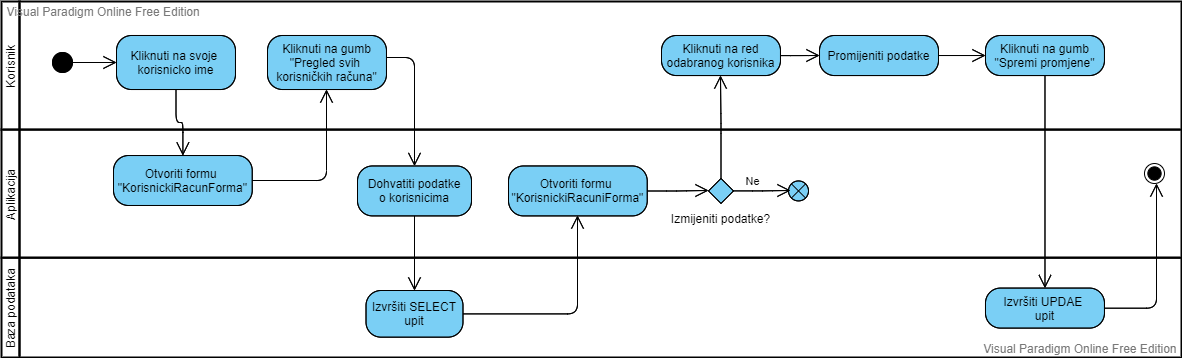 Visual Paradigm Online Free Edition
Korisnik
Kliknuti na svoje
korisnicko ime
Kliknuti na gumb
"Pregled svih
korisničkih računa"
Kliknuti na red
odabranog korisnika
Promijeniti podatke
Kliknuti na gumb
"Spremi promjene"
Aplikacija
Otvoriti formu
"KorisnickiRacunForma"
Dohvatiti podatke
o korisnicima
Otvoriti formu
"KorisnickiRacuniForma"
Ne
Izmijeniti podatke?
Baza podataka
Izvršiti SELECT
upit
Izvršiti UPDAE
upit
Visual Paradigm Online Free Edition